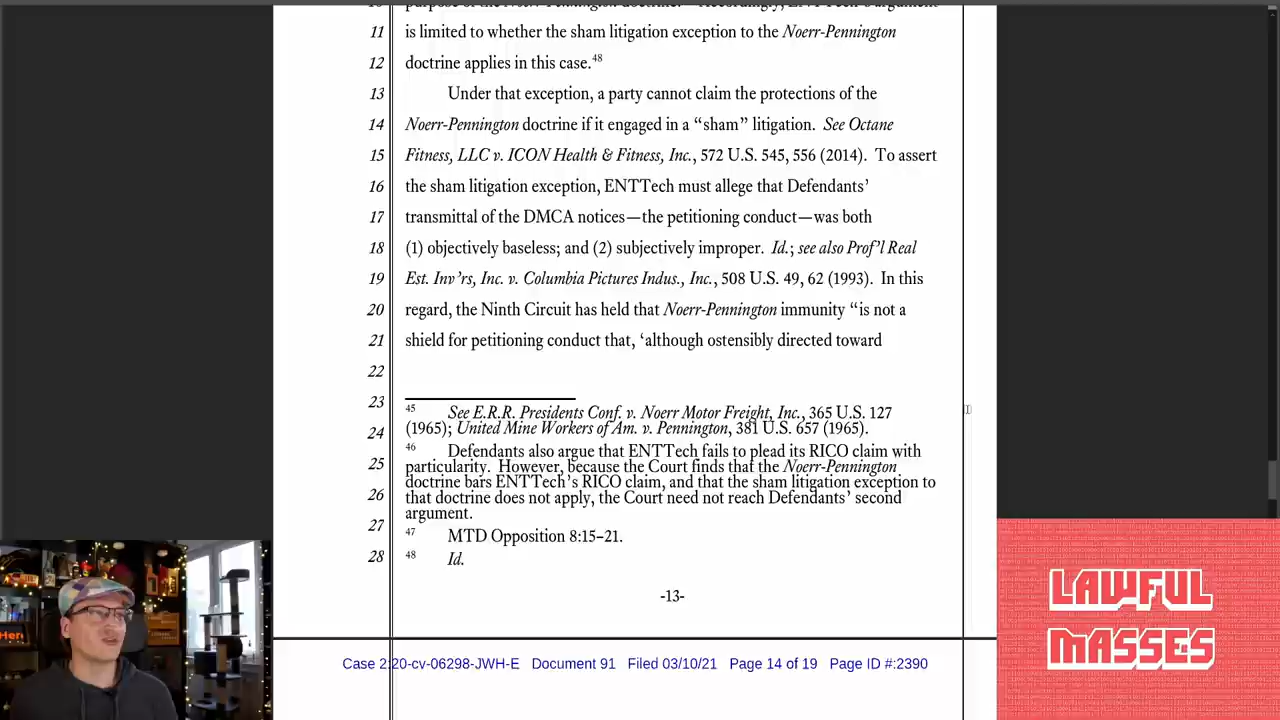 11 is limited to whether the sham litigation exception to the Noerr-Pennington
12 doctrine applies in this case.48
13 Under that exception, a party cannot claim the protections of the
14 Noerr-Pennington doctrine if it engaged in a “sham” litigation. See Octane
15 Fitness, LLC v. ICON Health & Fitness, Inc., 572 U.S. 545, 556 (2014). To assert
16 the sham litigation exception, ENTTech must allege that Defendants’
17 transmittal of the DMCA notices—the petitioning conduct—was both
18 (1) objectively baseless; and (2) subjectively improper. Id.; see also Prof’l Real
19 Est. Inv’rs, Inc. v. Columbia Pictures Indus., Inc., 508 U.S. 49, 62 (1993). In this
20 regard, the Ninth Circuit has held that Noerr-Pennington immunity “is not a
21 shield for petitioning conduct that, ‘although ostensibly directed toward
22
23
24
25
26
27
28
45 See E.R.R. Presidents Conf. v. Noerr Motor Freight, Inc., 365 U.S. 127
(1965); United Mine Workers of Am. v. Pennington, 381 U.S. 657 (1965).
46 Defendants also argue that ENTTech fails to plead its RICO claim with
particularity. However, because the Court finds that the Noerr-Pennington
doctrine bars ENTTech’s RICO claim, and that the sham litigation exception to
that doctrine does not apply, the Court need not reach Defendants’ second
argument.
47 MTD Opposition 8:15–21.
48 Id.
-13-
Case 2:20-cv-06298-JWH-E Document 91 Filed 03/10/21 Page 14 of 19 Page ID #:2390
LAWFUL
MASSES